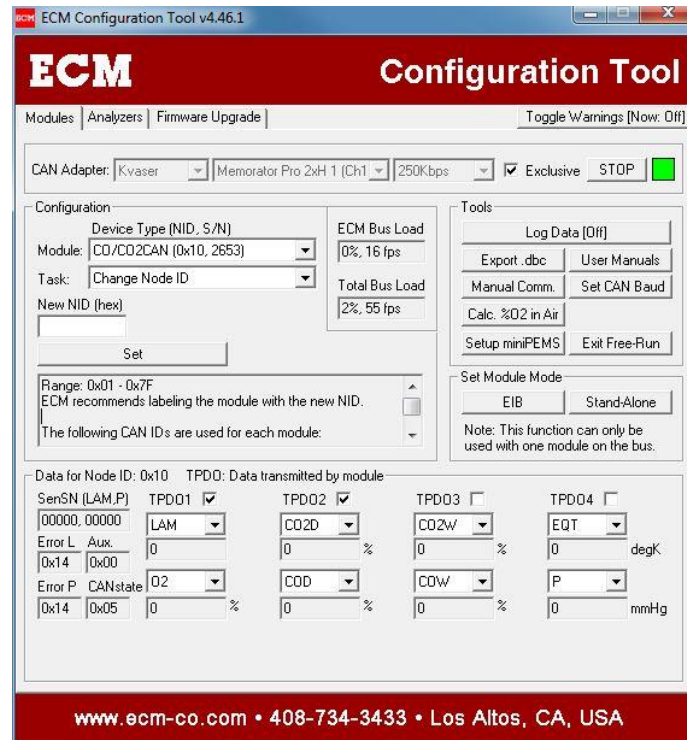 ECM Configuration Tool v4.46.1
ECM Configuration Tool
Modules Analyzers Firmware Upgrade Toggle Warnings [Now: Off]
CAN Adapter: Kvaser Memorator Pro 2xH 1 (Ch1 250Kbps Exclusive STOP
Configuration
Device Type (NID, S/N)
Module: CO/CO2CAN (0x10, 2653)
Task: Change Node ID
New NID (hex)
Set
ECM Bus Load
0%, 16 fps
Total Bus Load
2%, 55 fps
Range: 0x01 - 0x7F
ECM recommends labeling the module with the new NID.
The following CAN IDs are used for each module:
Tools
Log Data [Off]
Export .dbc User Manuals
Manual Comm. Set CAN Baud
Calc. %O2 in Air
Setup miniPEMS Exit Free-Run
Set Module Mode
EIB Stand-Alone
Note: This function can only be
used with one module on the bus.
Data for Node ID: 0x10 TPDO: Data transmitted by module
SenSN (LAM,P) TPDO1 TPDO2 TPDO3 TPDO4
00000, 00000 LAM CO2D CO2W EQT
Error L Aux. 0 0 % 0 % 0 degK
0x14 0x00
Error P CANstate O2 COD COW P
0x14 0x05 0 % 0 % 0 % 0 mmHg
www.ecm-co.com • 408-734-3433 • Los Altos, CA, USA